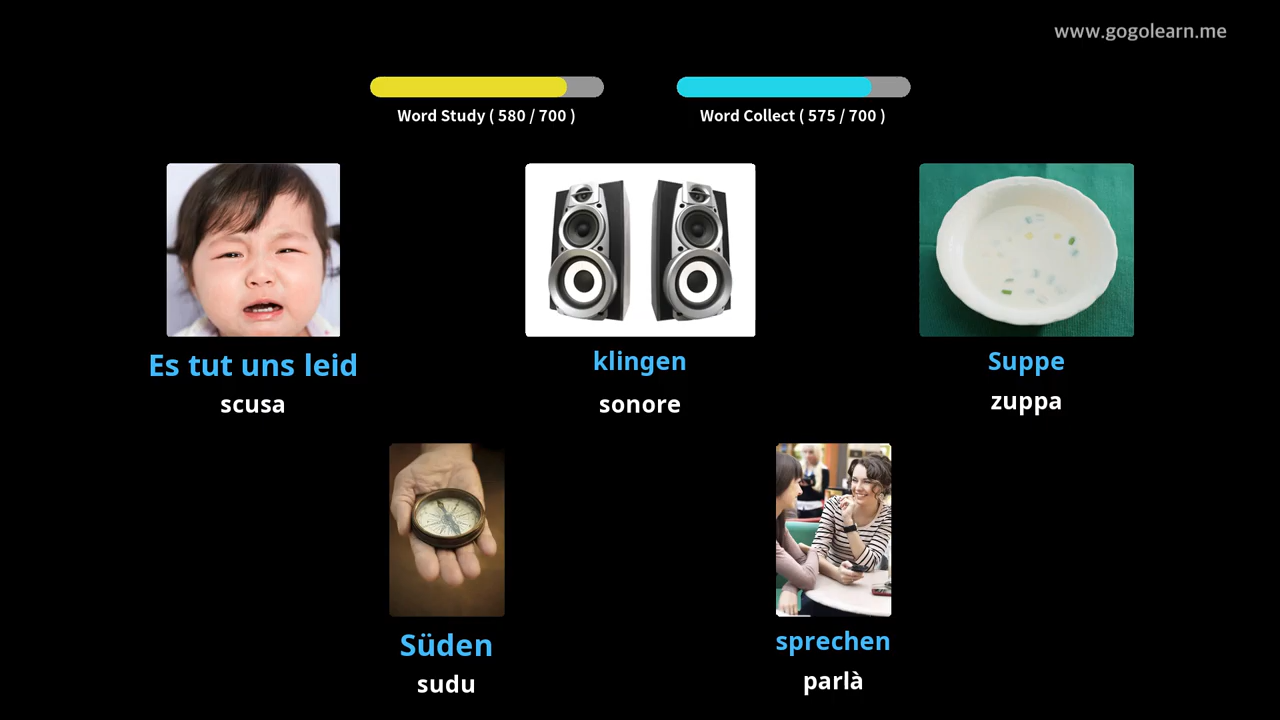 www.gogolearn.me
Word Study ( 580 / 700 )
Word Collect ( 575 / 700 )
Es tut uns leid
scusa
klingen
sonore
Suppe
zuppa
Süden
sudu
sprechen
parlà